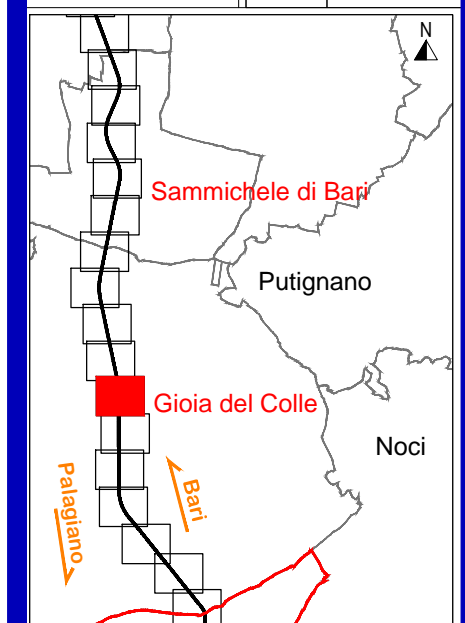 N
Sammichele di Bari
Putignano
Gioia del Colle
Noci
Bari
Palagiano